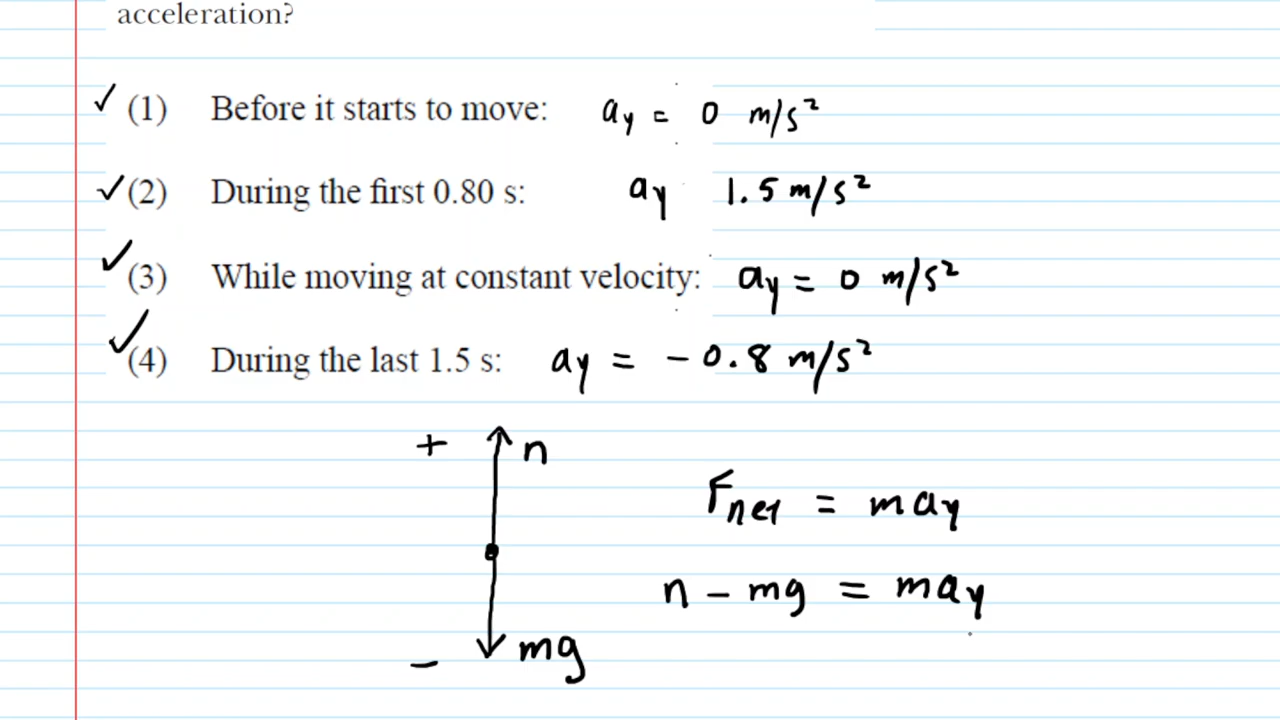 acceleration?
(1) Before it starts to move: ay = 0 m/s²
(2) During the first 0.80 s: ay 1.5 m/s²
(3) While moving at constant velocity: ay = 0 m/s²
(4) During the last 1.5 s: ay = - 0.8 m/s²
+ n
Fnet = may
n - mg = may
- mg